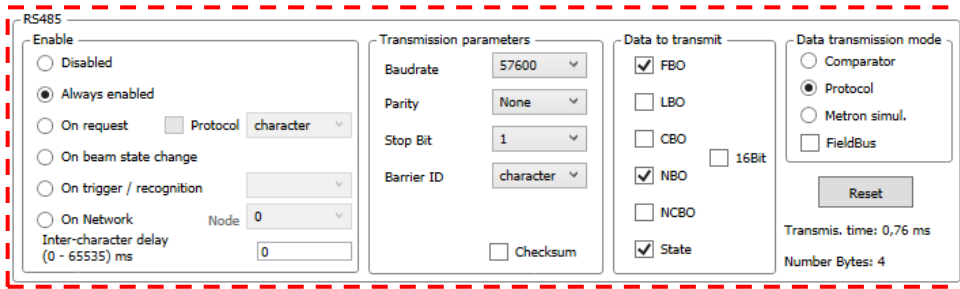 RS485
Enable
Disabled
Always enabled
On request Protocol character
On beam state change
On trigger / recognition
On Network Node 0
Inter-character delay
(0 - 65535) ms 0
Transmission parameters
Baudrate 57600
Parity None
Stop Bit 1
Barrier ID character
Checksum
Data to transmit
FBO
LBO
CBO
16Bit
NBO
NCBO
State
Data transmission mode
Comparator
Protocol
Metron simul.
FieldBus
Reset
Transmis. time: 0,76 ms
Number Bytes: 4